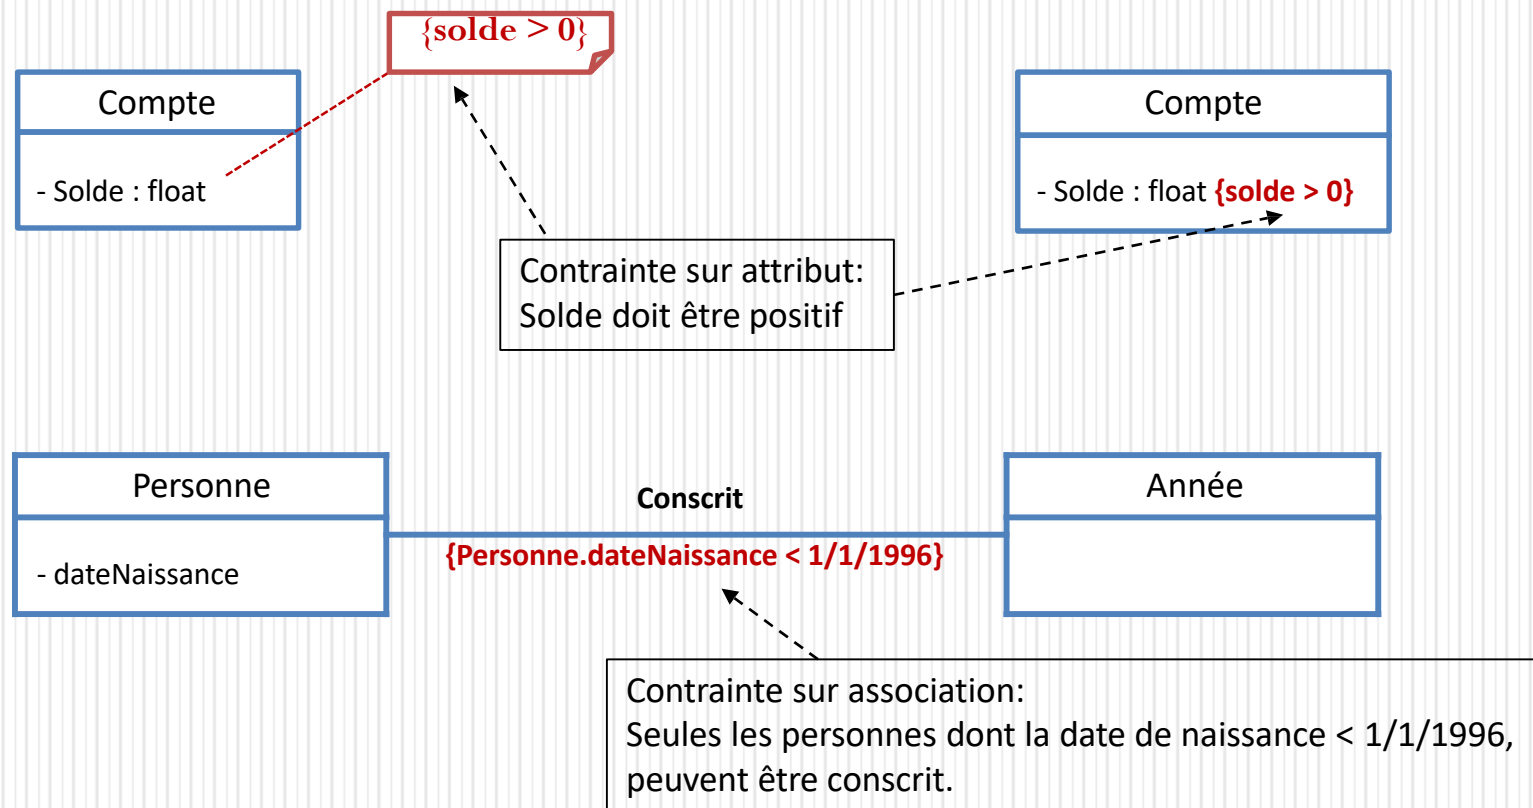 {solde > 0}
Compte
- Solde : float
Compte
- Solde : float {solde > 0}
Contrainte sur attribut:
Solde doit être positif
Personne
- dateNaissance
Conscrit
{Personne.dateNaissance < 1/1/1996}
Année
Contrainte sur association:
Seules les personnes dont la date de naissance < 1/1/1996,
peuvent être conscrit.